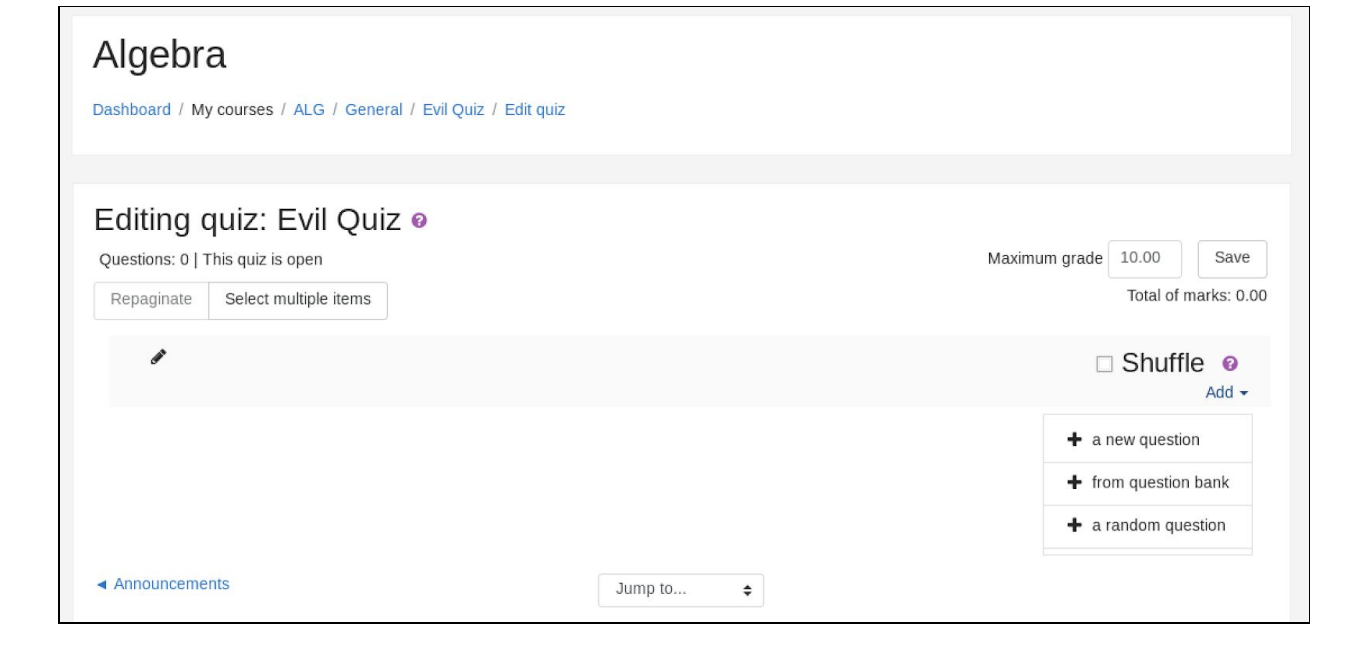 Algebra
Dashboard / My courses / ALG / General / Evil Quiz / Edit quiz
Editing quiz: Evil Quiz
Questions: 0 | This quiz is open
Maximum grade 10.00 Save
Repaginate Select multiple items
Total of marks: 0.00
Shuffle
Add
a new question
from question bank
a random question
◄ Announcements
Jump to...